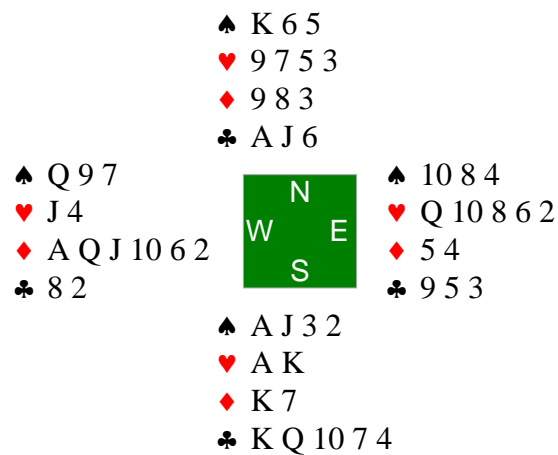 ♠ K 6 5
♥ 9 7 5 3
♦ 9 8 3
♣ A J 6
♠ Q 9 7
♥ J 4
♦ A Q J 10 6 2
♣ 8 2
N
W E
S
♠ 10 8 4
♥ Q 10 8 6 2
♦ 5 4
♣ 9 5 3
♠ A J 3 2
♥ A K
♦ K 7
♣ K Q 10 7 4